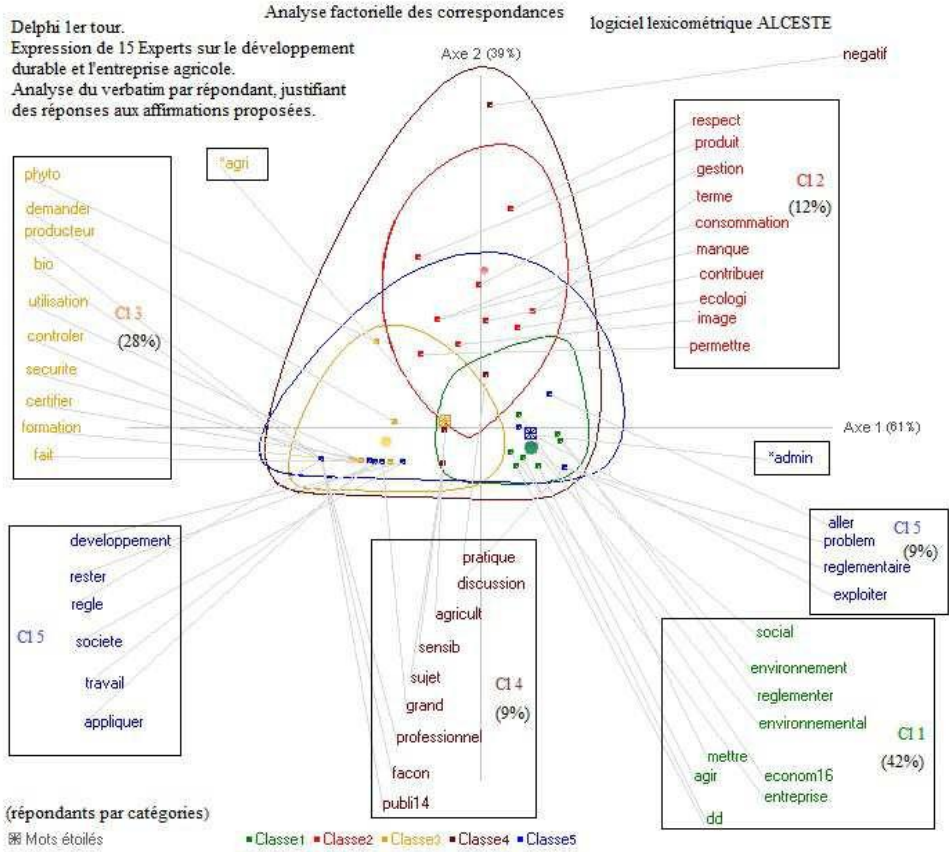 Analyse factorielle des correspondances
logiciel lexicométrique ALCESTE
Delphi 1er tour.
Expression de 15 Experts sur le développement
durable et l'entreprise agricole.
Analyse du verbatim par répondant, justifiant
des réponses aux affirmations proposées.
Axe 2 (39%)
negatif
*agri
phyto
demander
producteur
bio
utilisation
Cl 3
controler
(28%)
securite
certifier
formation
fait
respect
produit
gestion
Cl 2
terme
(12%)
consommation
manque
contribuer
ecologi
image
permettre
Axe 1 (61%)
*admin
developpement
rester
regle
Cl 5
societe
travail
appliquer
pratique
discussion
agricult
sensib
sujet
Cl 4
grand
(9%)
professionnel
facon
publi14
aller
Cl 5
problem
(9%)
reglementaire
exploiter
social
environnement
reglementer
environnemental
Cl 1
mettre
(42%)
agir
econom16
entreprise
dd
(répondants par catégories)
Mots étoilés
Classe1 Classe2 Classe3 Classe4 Classe5